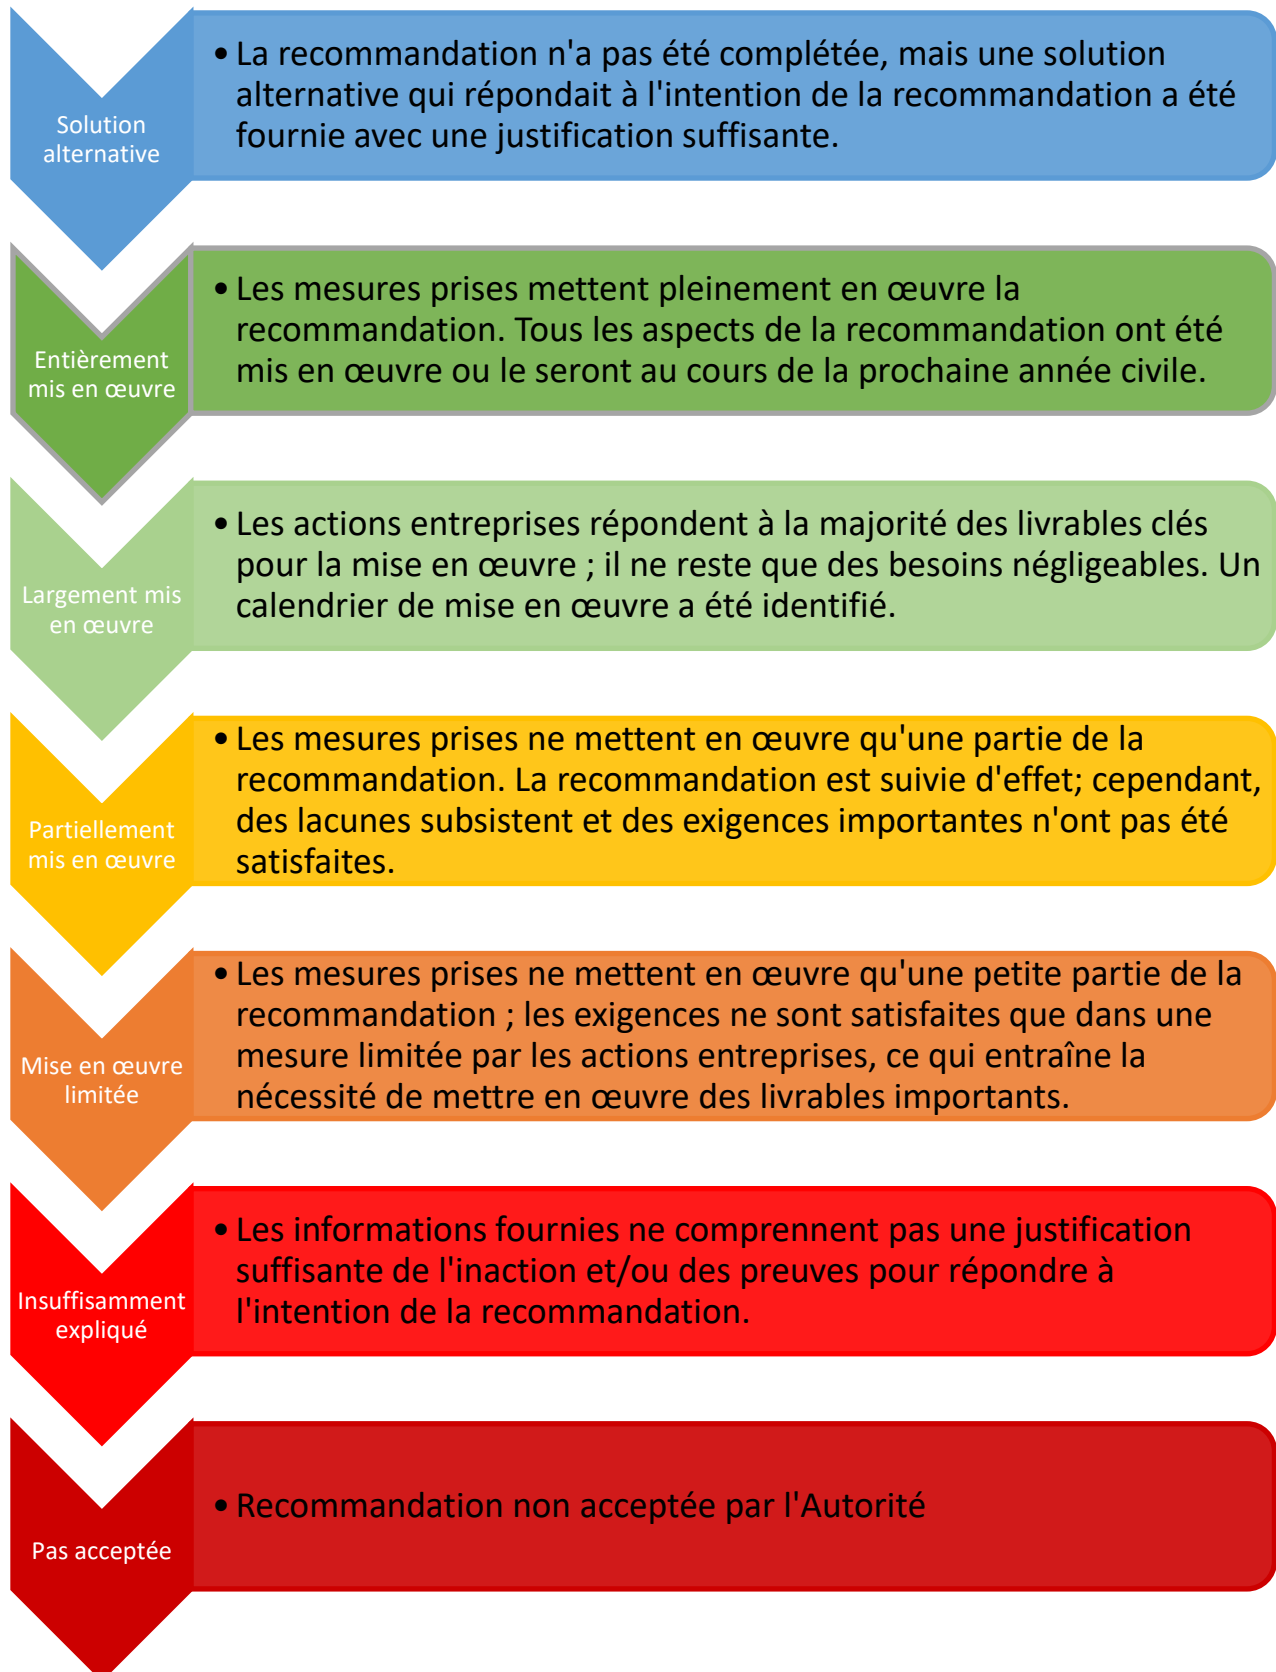 Solution
alternative
• La recommandation n'a pas été complétée, mais une solution
alternative qui répondait à l'intention de la recommandation a été
fournie avec une justification suffisante.
Entièrement
mis en œuvre
• Les mesures prises mettent pleinement en œuvre la
recommandation. Tous les aspects de la recommandation ont été
mis en œuvre ou le seront au cours de la prochaine année civile.
Largement mis
en œuvre
• Les actions entreprises répondent à la majorité des livrables clés
pour la mise en œuvre ; il ne reste que des besoins négligeables. Un
calendrier de mise en œuvre a été identifié.
Partiellement
mis en œuvre
• Les mesures prises ne mettent en œuvre qu'une partie de la
recommandation. La recommandation est suivie d'effet; cependant,
des lacunes subsistent et des exigences importantes n'ont pas été
satisfaites.
Mise en œuvre
limitée
• Les mesures prises ne mettent en œuvre qu'une petite partie de la
recommandation ; les exigences ne sont satisfaites que dans une
mesure limitée par les actions entreprises, ce qui entraîne la
nécessité de mettre en œuvre des livrables importants.
Insuffisamment
expliqué
• Les informations fournies ne comprennent pas une justification
suffisante de l'inaction et/ou des preuves pour répondre à
l'intention de la recommandation.
Pas acceptée
• Recommandation non acceptée par l'Autorité